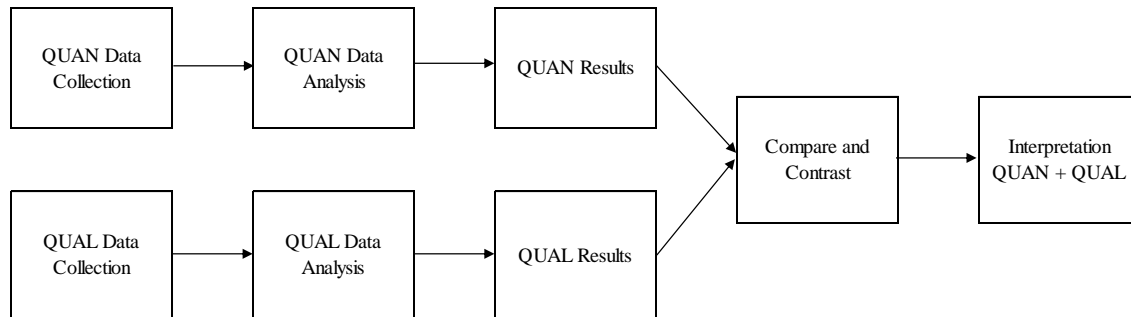 QUAN Data
Collection
QUAN Data
Analysis
QUAN Results
Compare and
Contrast
Interpretation
QUAN + QUAL
QUAL Data
Collection
QUAL Data
Analysis
QUAL Results